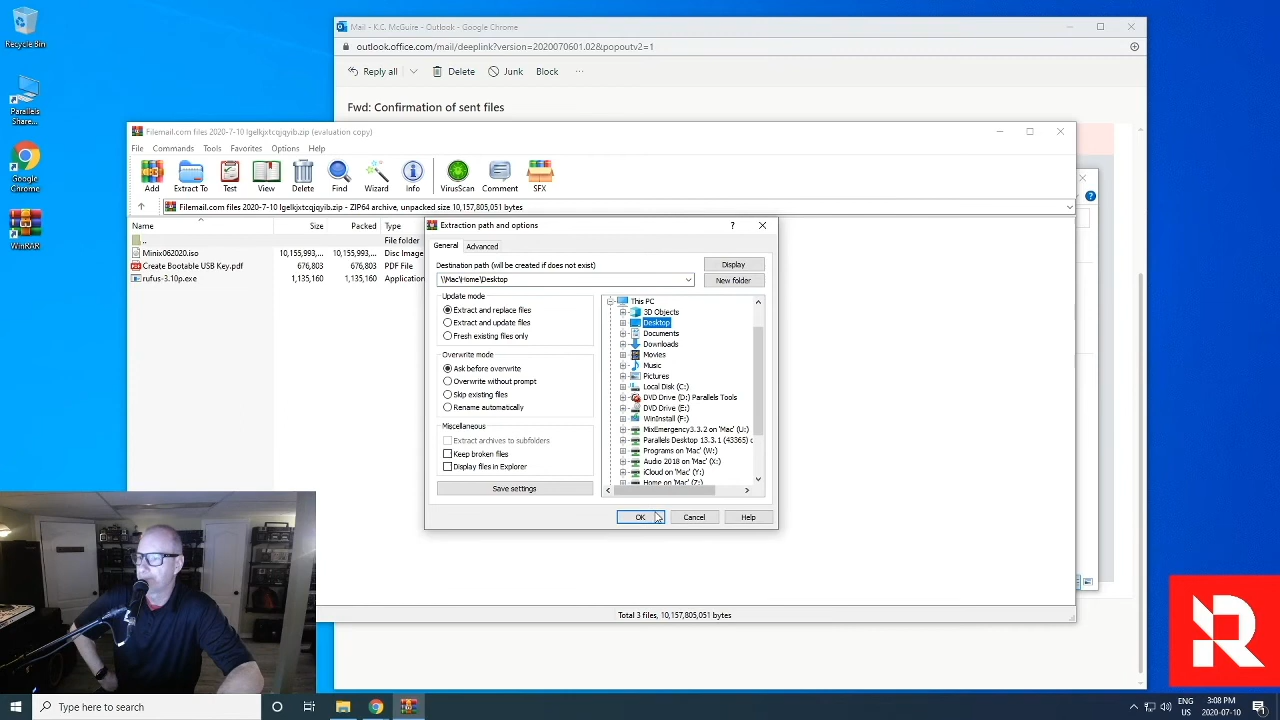 Recycle Bin
Parallels
Share...
Google
Chrome
WinRAR
Mail - K.C. McGuire - Outlook - Google Chrome
outlook.office.com/mail/deeplink?version=2020070601.02&popoutv2=1
Reply all
Delete
Junk
Block
Fwd: Confirmation of sent files
Filemail.com files 2020-7-10 lgelkjxtcqjqyib.zip (evaluation copy)
File Commands Tools Favorites Options Help
Add Extract To Test View Delete Find Wizard Info VirusScan Comment SFX
Filemail.com files 2020-7-10 lgelkjxtcqjqyib.zip - ZIP64 archive, unpacked size 10,157,805,051 bytes
Name Size Packed Type
.. File folder
Minix062020.iso 10,155,993,... 10,155,993,... Disc Image
Create Bootable USB Key.pdf 676,803 676,803 PDF File
rufus-3.10p.exe 1,135,160 1,135,160 Application
Extraction path and options
General Advanced
Destination path (will be created if does not exist)
\\Mac\Home\Desktop
Display
New folder
Update mode
Extract and replace files
Extract and update files
Fresh existing files only
Overwrite mode
Ask before overwrite
Overwrite without prompt
Skip existing files
Rename automatically
Miscellaneous
Extract archives to subfolders
Keep broken files
Display files in Explorer
Save settings
This PC
3D Objects
Desktop
Documents
Downloads
Movies
Music
Pictures
Local Disk (C:)
DVD Drive (D:) Parallels Tools
DVD Drive (E:)
WinInstall (F:)
MixEmergency3.3.2 on 'Mac' (U:)
Parallels Desktop 13.3.1 (43365) o
Programs on 'Mac' (W:)
Audio 2018 on 'Mac' (X:)
iCloud on 'Mac' (Y:)
Home on 'Mac' (Z:)
OK Cancel Help
Total 3 files, 10,157,805,051 bytes
R
Type here to search
ENG
US
3:08 PM
2020-07-10
1